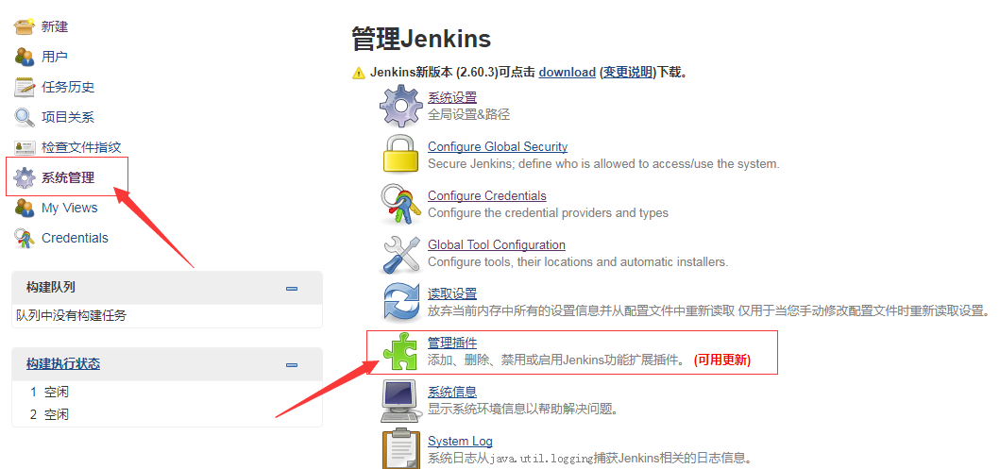 新建
用户
任务历史
项目关系
检查文件指纹
系统管理
My Views
Credentials
构建队列
队列中没有构建任务
构建执行状态
1 空闲
2 空闲
管理Jenkins
Jenkins新版本 (2.60.3)可点击 download (变更说明)下载。
系统设置
全局设置&路径
Configure Global Security
Secure Jenkins; define who is allowed to access/use the system.
Configure Credentials
Configure the credential providers and types
Global Tool Configuration
Configure tools, their locations and automatic installers.
读取设置
放弃当前内存中所有的设置信息并从配置文件中重新读取 仅用于当您手动修改配置文件时重新读取设置。
管理插件
添加、删除、禁用或启用Jenkins功能扩展插件。 (可用更新)
系统信息
显示系统环境信息以帮助解决问题。
System Log
系统日志从java.util.logging捕获Jenkins相关的日志信息。